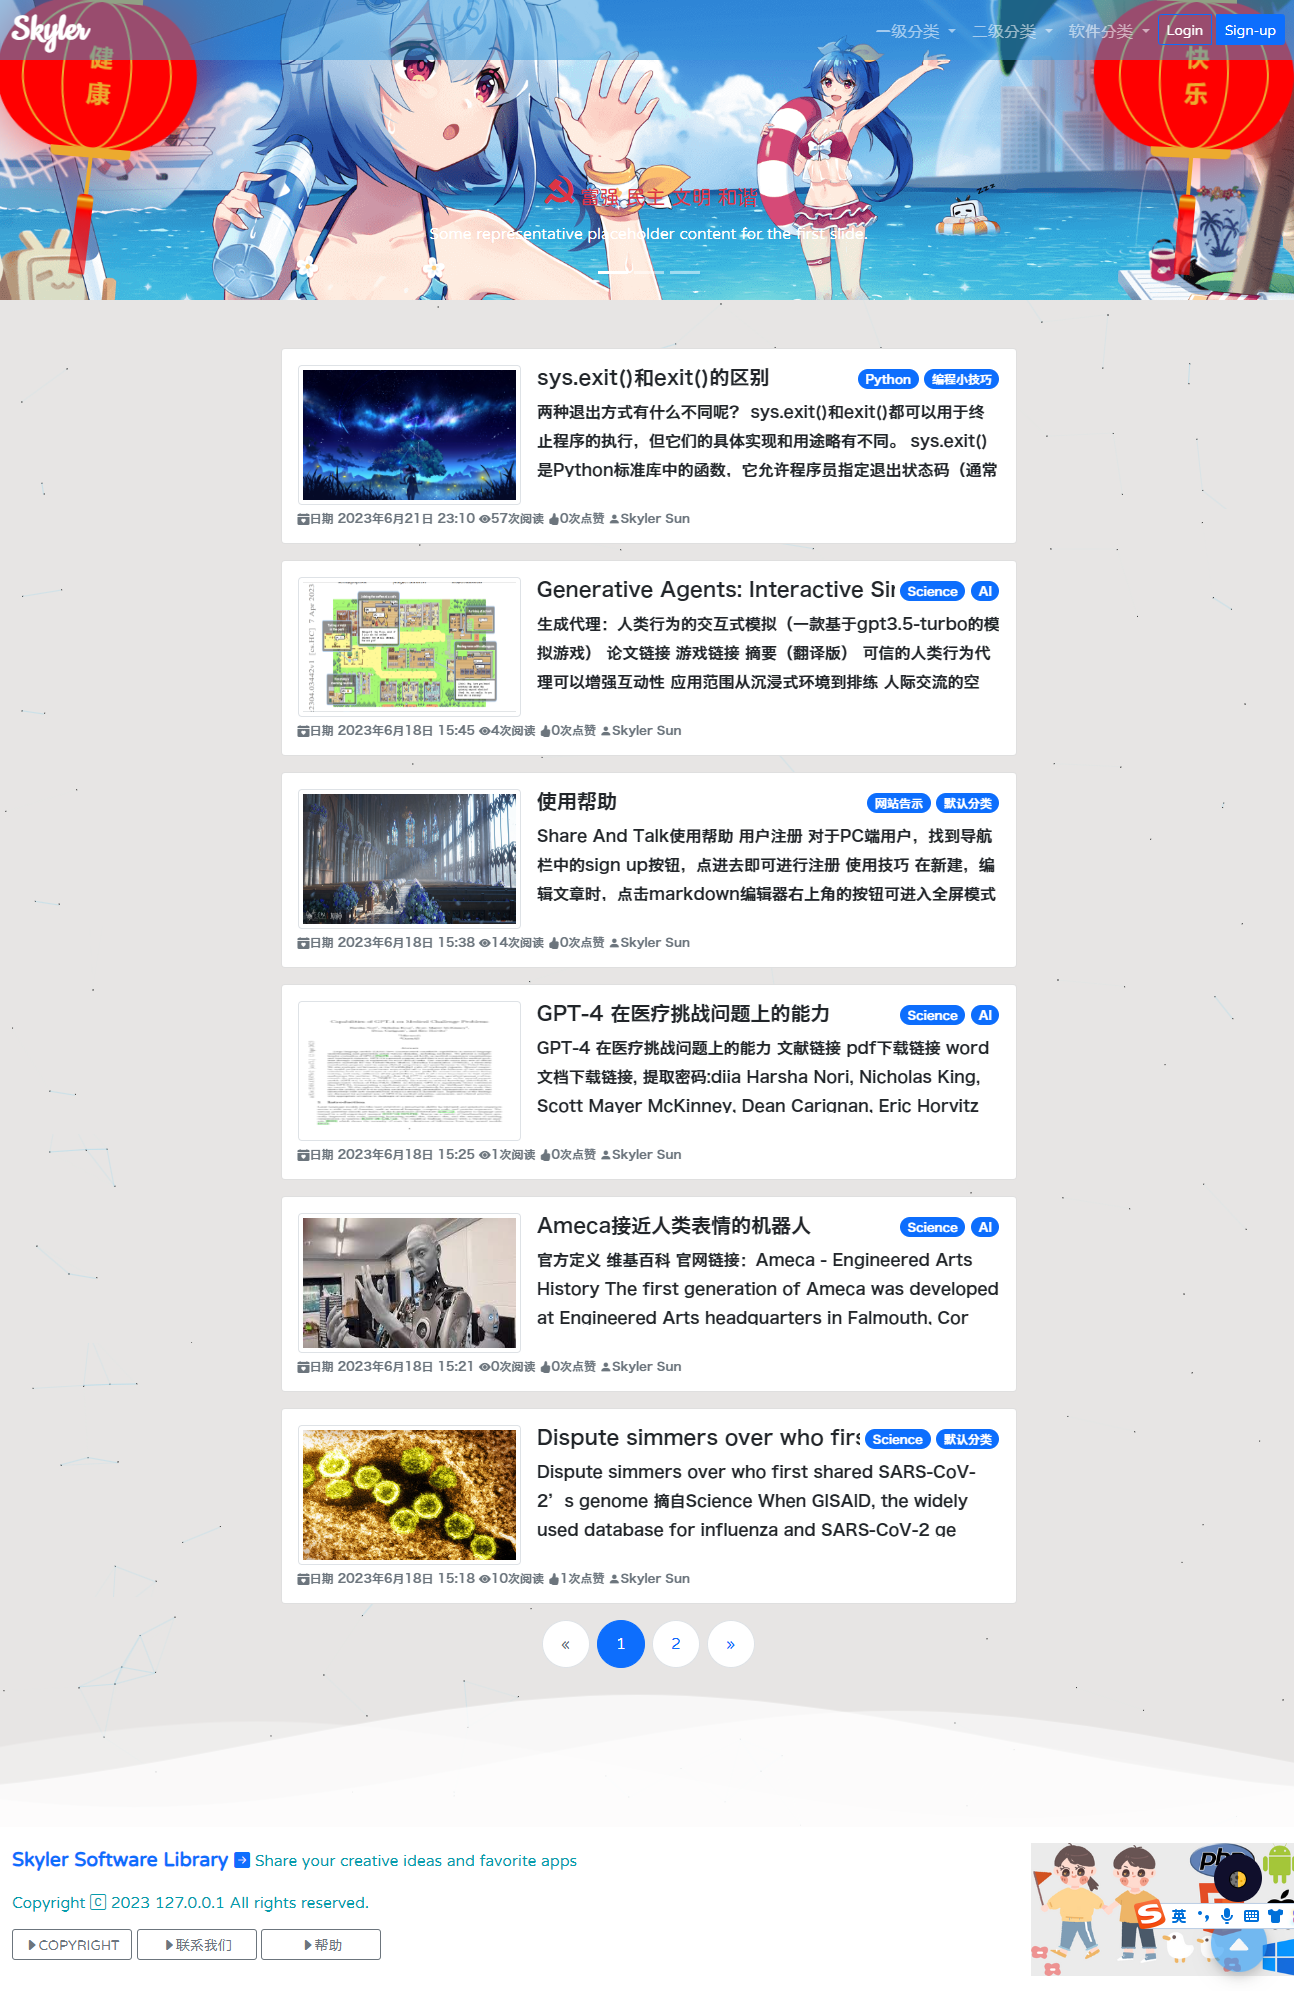 Skyler
一级分类
二级分类
软件分类
Login
Sign-up
健康
快乐
富强 民主 文明 和谐
Some representative placeholder content for the first slide.
sys.exit()和exit()的区别
Python
编程小技巧
两种退出方式有什么不同呢？ sys.exit()和exit()都可以用于终
止程序的执行，但它们的具体实现和用途略有不同。 sys.exit()
是Python标准库中的函数，它允许程序员指定退出状态码（通常
日期 2023年6月21日 23:10 57次阅读 0次点赞 Skyler Sun
Generative Agents: Interactive Sir
Science
AI
生成代理：人类行为的交互式模拟（一款基于gpt3.5-turbo的模
拟游戏） 论文链接 游戏链接 摘要（翻译版） 可信的人类行为代
理可以增强互动性 应用范围从沉浸式环境到排练 人际交流的空
日期 2023年6月18日 15:45 4次阅读 0次点赞 Skyler Sun
使用帮助
网站告示
默认分类
Share And Talk使用帮助 用户注册 对于PC端用户，找到导航
栏中的sign up按钮，点进去即可进行注册 使用技巧 在新建，编
辑文章时，点击markdown编辑器右上角的按钮可进入全屏模式
日期 2023年6月18日 15:38 14次阅读 0次点赞 Skyler Sun
GPT-4 在医疗挑战问题上的能力
Science
AI
GPT-4 在医疗挑战问题上的能力 文献链接 pdf下载链接 word
文档下载链接, 提取密码:diia Harsha Nori, Nicholas King,
Scott Mayer McKinney, Dean Carignan, Eric Horvitz
日期 2023年6月18日 15:25 1次阅读 0次点赞 Skyler Sun
Ameca接近人类表情的机器人
Science
AI
官方定义 维基百科 官网链接：Ameca - Engineered Arts
History The first generation of Ameca was developed
at Engineered Arts headquarters in Falmouth, Cor
日期 2023年6月18日 15:21 0次阅读 0次点赞 Skyler Sun
Dispute simmers over who firs
Science
默认分类
Dispute simmers over who first shared SARS-CoV-
2’s genome 摘自Science When GISAID, the widely
used database for influenza and SARS-CoV-2 ge
日期 2023年6月18日 15:18 10次阅读 1次点赞 Skyler Sun
« 1 2 »
Skyler Software Library Share your creative ideas and favorite apps
Copyright C 2023 127.0.0.1 All rights reserved.
COPYRIGHT
联系我们
帮助
php
英